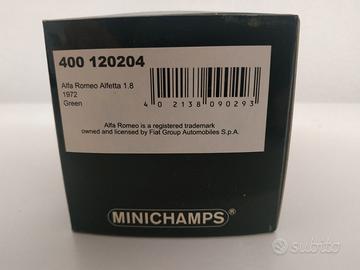 400 120204
Alfa Romeo Alfetta 1.8
1972
Green
4 012138 090293
Alfa Romeo is a registered trademark
owned and licensed by Fiat Group Automobiles S.p.A.
MINICHAMPS®
subito